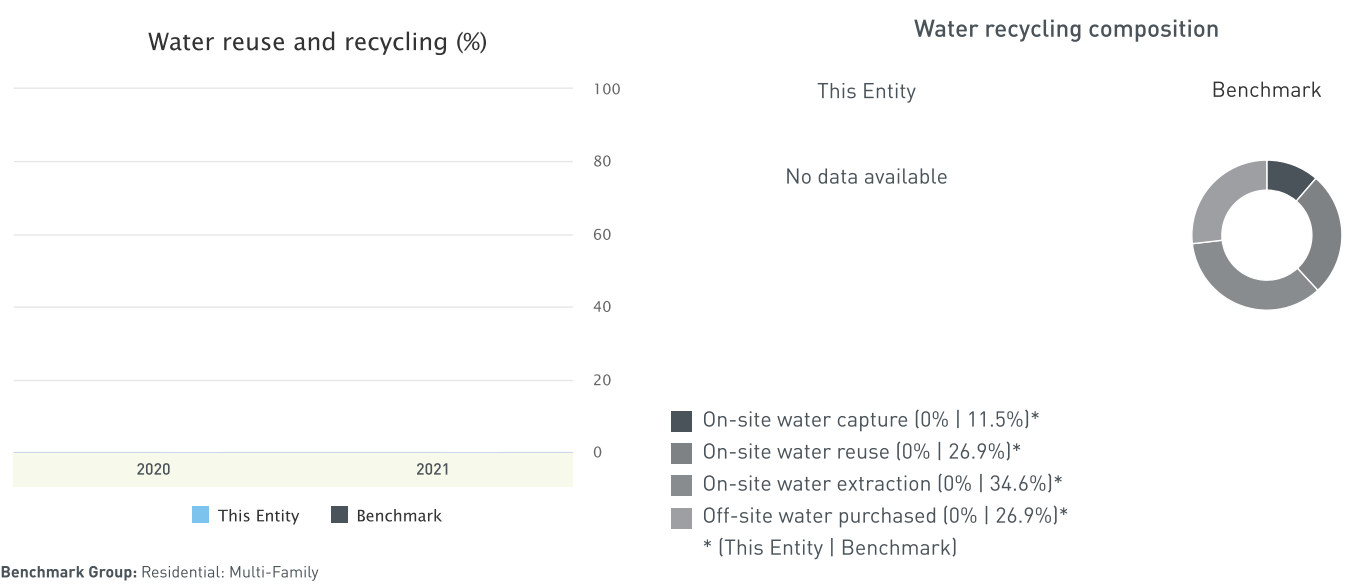 Water reuse and recycling (%)
100
80
60
40
20
0
2020
2021
This Entity
Benchmark
Benchmark Group: Residential: Multi-Family
Water recycling composition
This Entity
Benchmark
No data available
On-site water capture (0% | 11.5%)*
On-site water reuse (0% | 26.9%)*
On-site water extraction (0% | 34.6%)*
Off-site water purchased (0% | 26.9%)*
* (This Entity | Benchmark)